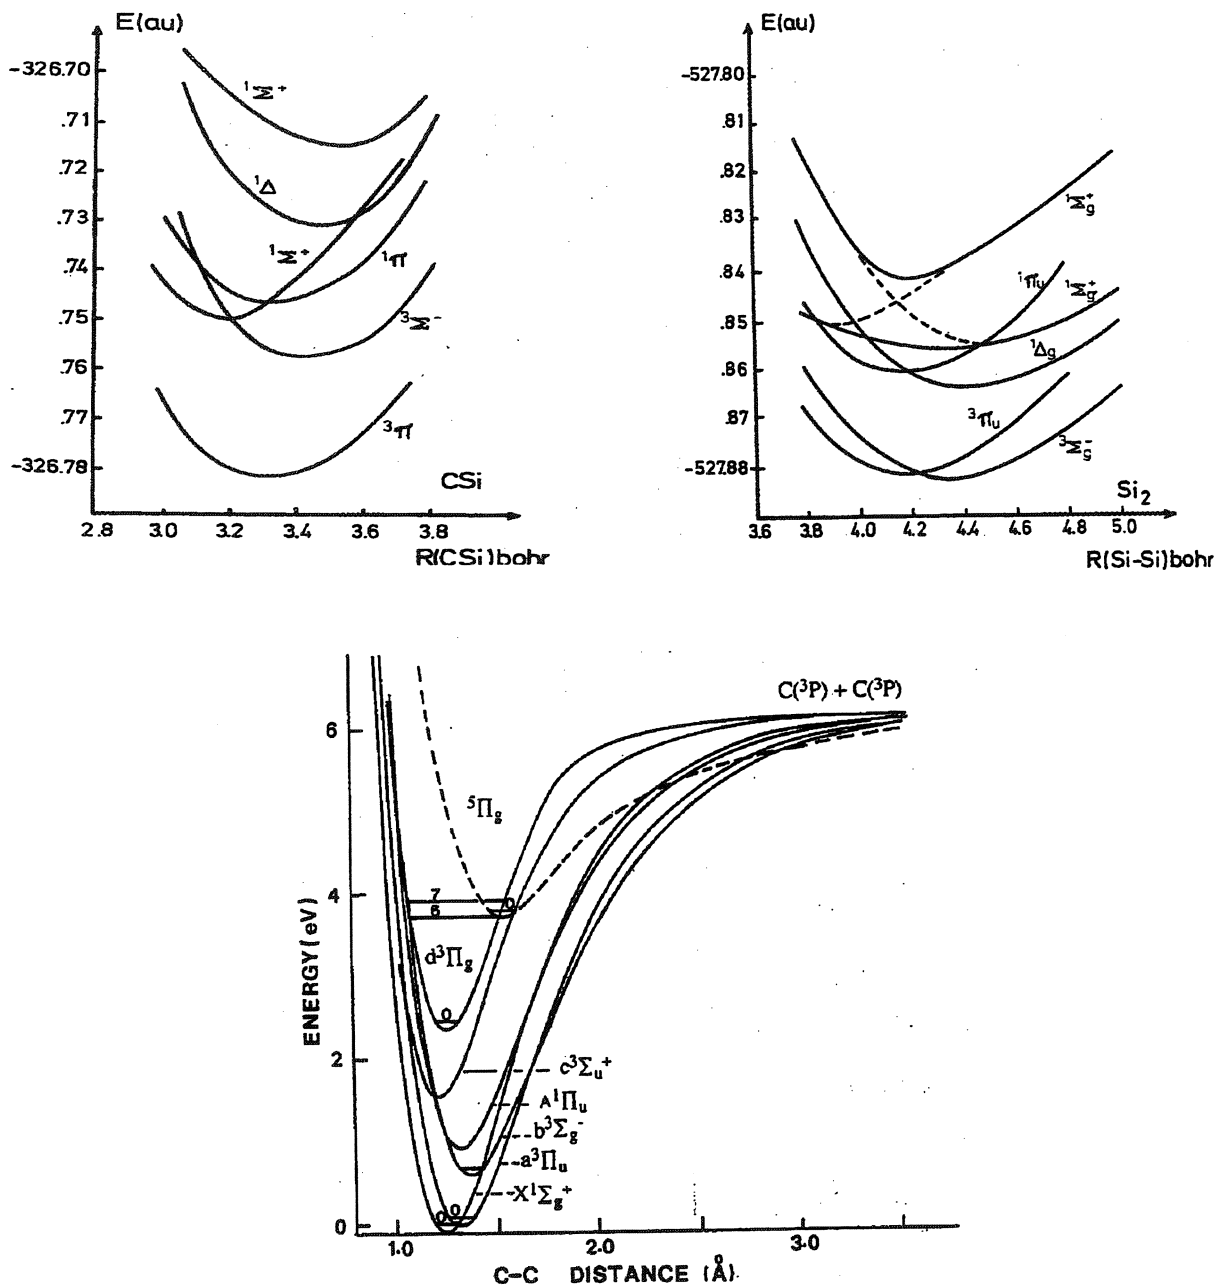 E(au)
-326.70
.71
.72
.73
.74
.75
.76
.77
-326.78
¹Σ⁺
¹Δ
¹Σ⁺
¹π
³Σ⁻
³π
CSi
2.8 3.0 3.2 3.4 3.6 3.8
R(CSi)bohr
E(au)
-527.80
.81
.82
.83
.84
.85
.86
.87
-527.88
¹Σg⁺
¹πu
¹Σg⁺
¹Δg
³πu
³Σg⁻
Si₂
3.6 3.8 4.0 4.2 4.4 4.6 4.8 5.0
R(Si-Si)bohr
C(³P) + C(³P)
6
⁵Πg
4
7
6
0
d³Πg
0
ENERGY(eV)
2
c³Σu⁺
A¹Πu
b³Σg⁻
a³Πu
X¹Σg⁺
0 0
0
1.0 2.0 3.0
C-C DISTANCE (Å)